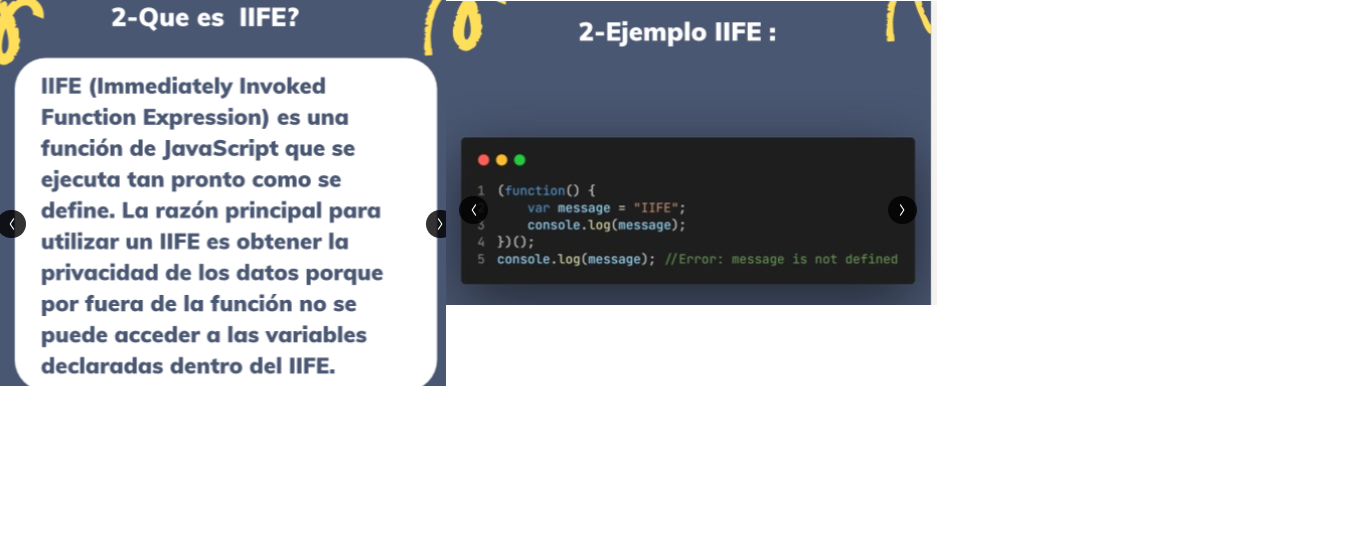 2-Que es IIFE?
IIFE (Immediately Invoked
Function Expression) es una
función de JavaScript que se
ejecuta tan pronto como se
define. La razón principal para
utilizar un IIFE es obtener la
privacidad de los datos porque
por fuera de la función no se
puede acceder a las variables
declaradas dentro del IIFE.
2-Ejemplo IIFE :
1 (function() {
var message = "IIFE";
3 console.log(message);
4 })();
5 console.log(message); //Error: message is not defined